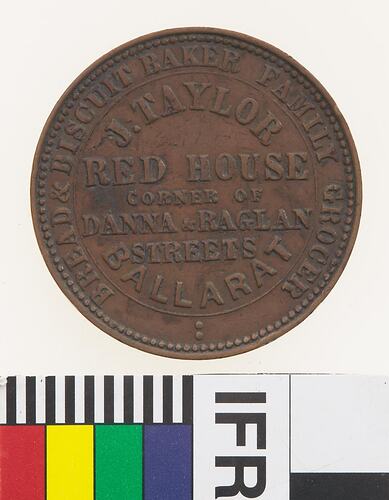 BREAD & BISCUIT BAKER FAMILY GROCER
J. TAYLOR
RED HOUSE
CORNER OF
DANNA & RAGLAN
STREETS
BALLARAT
IFR